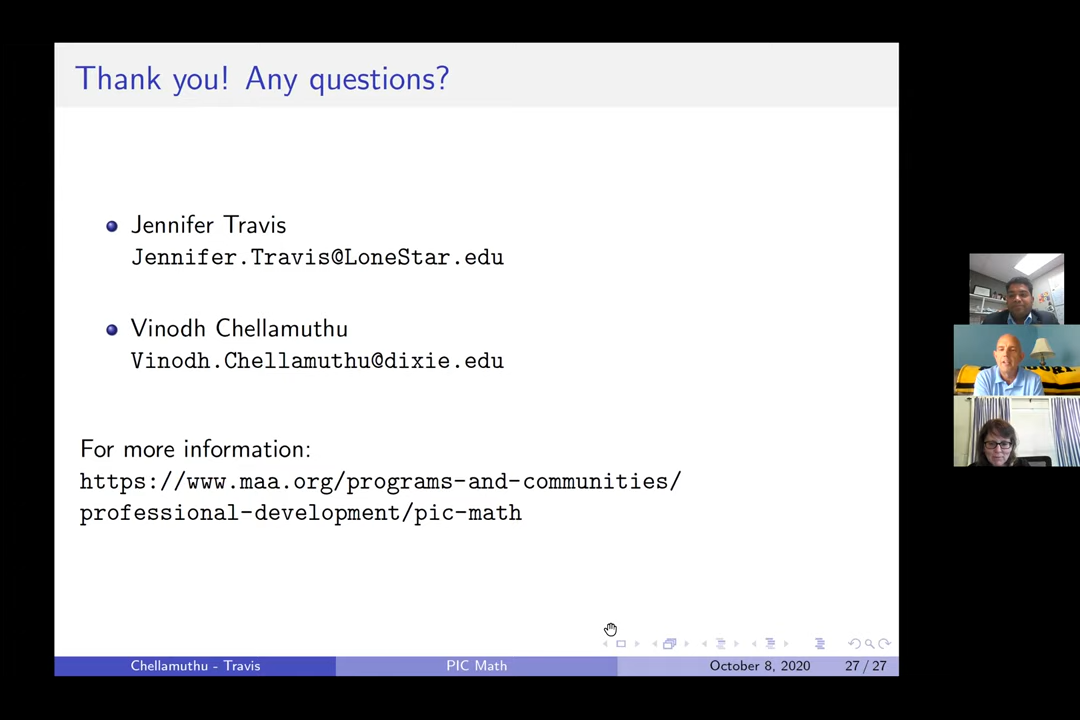 Thank you! Any questions?
Jennifer Travis
Jennifer.Travis@LoneStar.edu
Vinodh Chellamuthu
Vinodh.Chellamuthu@dixie.edu
For more information:
https://www.maa.org/programs-and-communities/
professional-development/pic-math
Chellamuthu - Travis PIC Math October 8, 2020 27 / 27